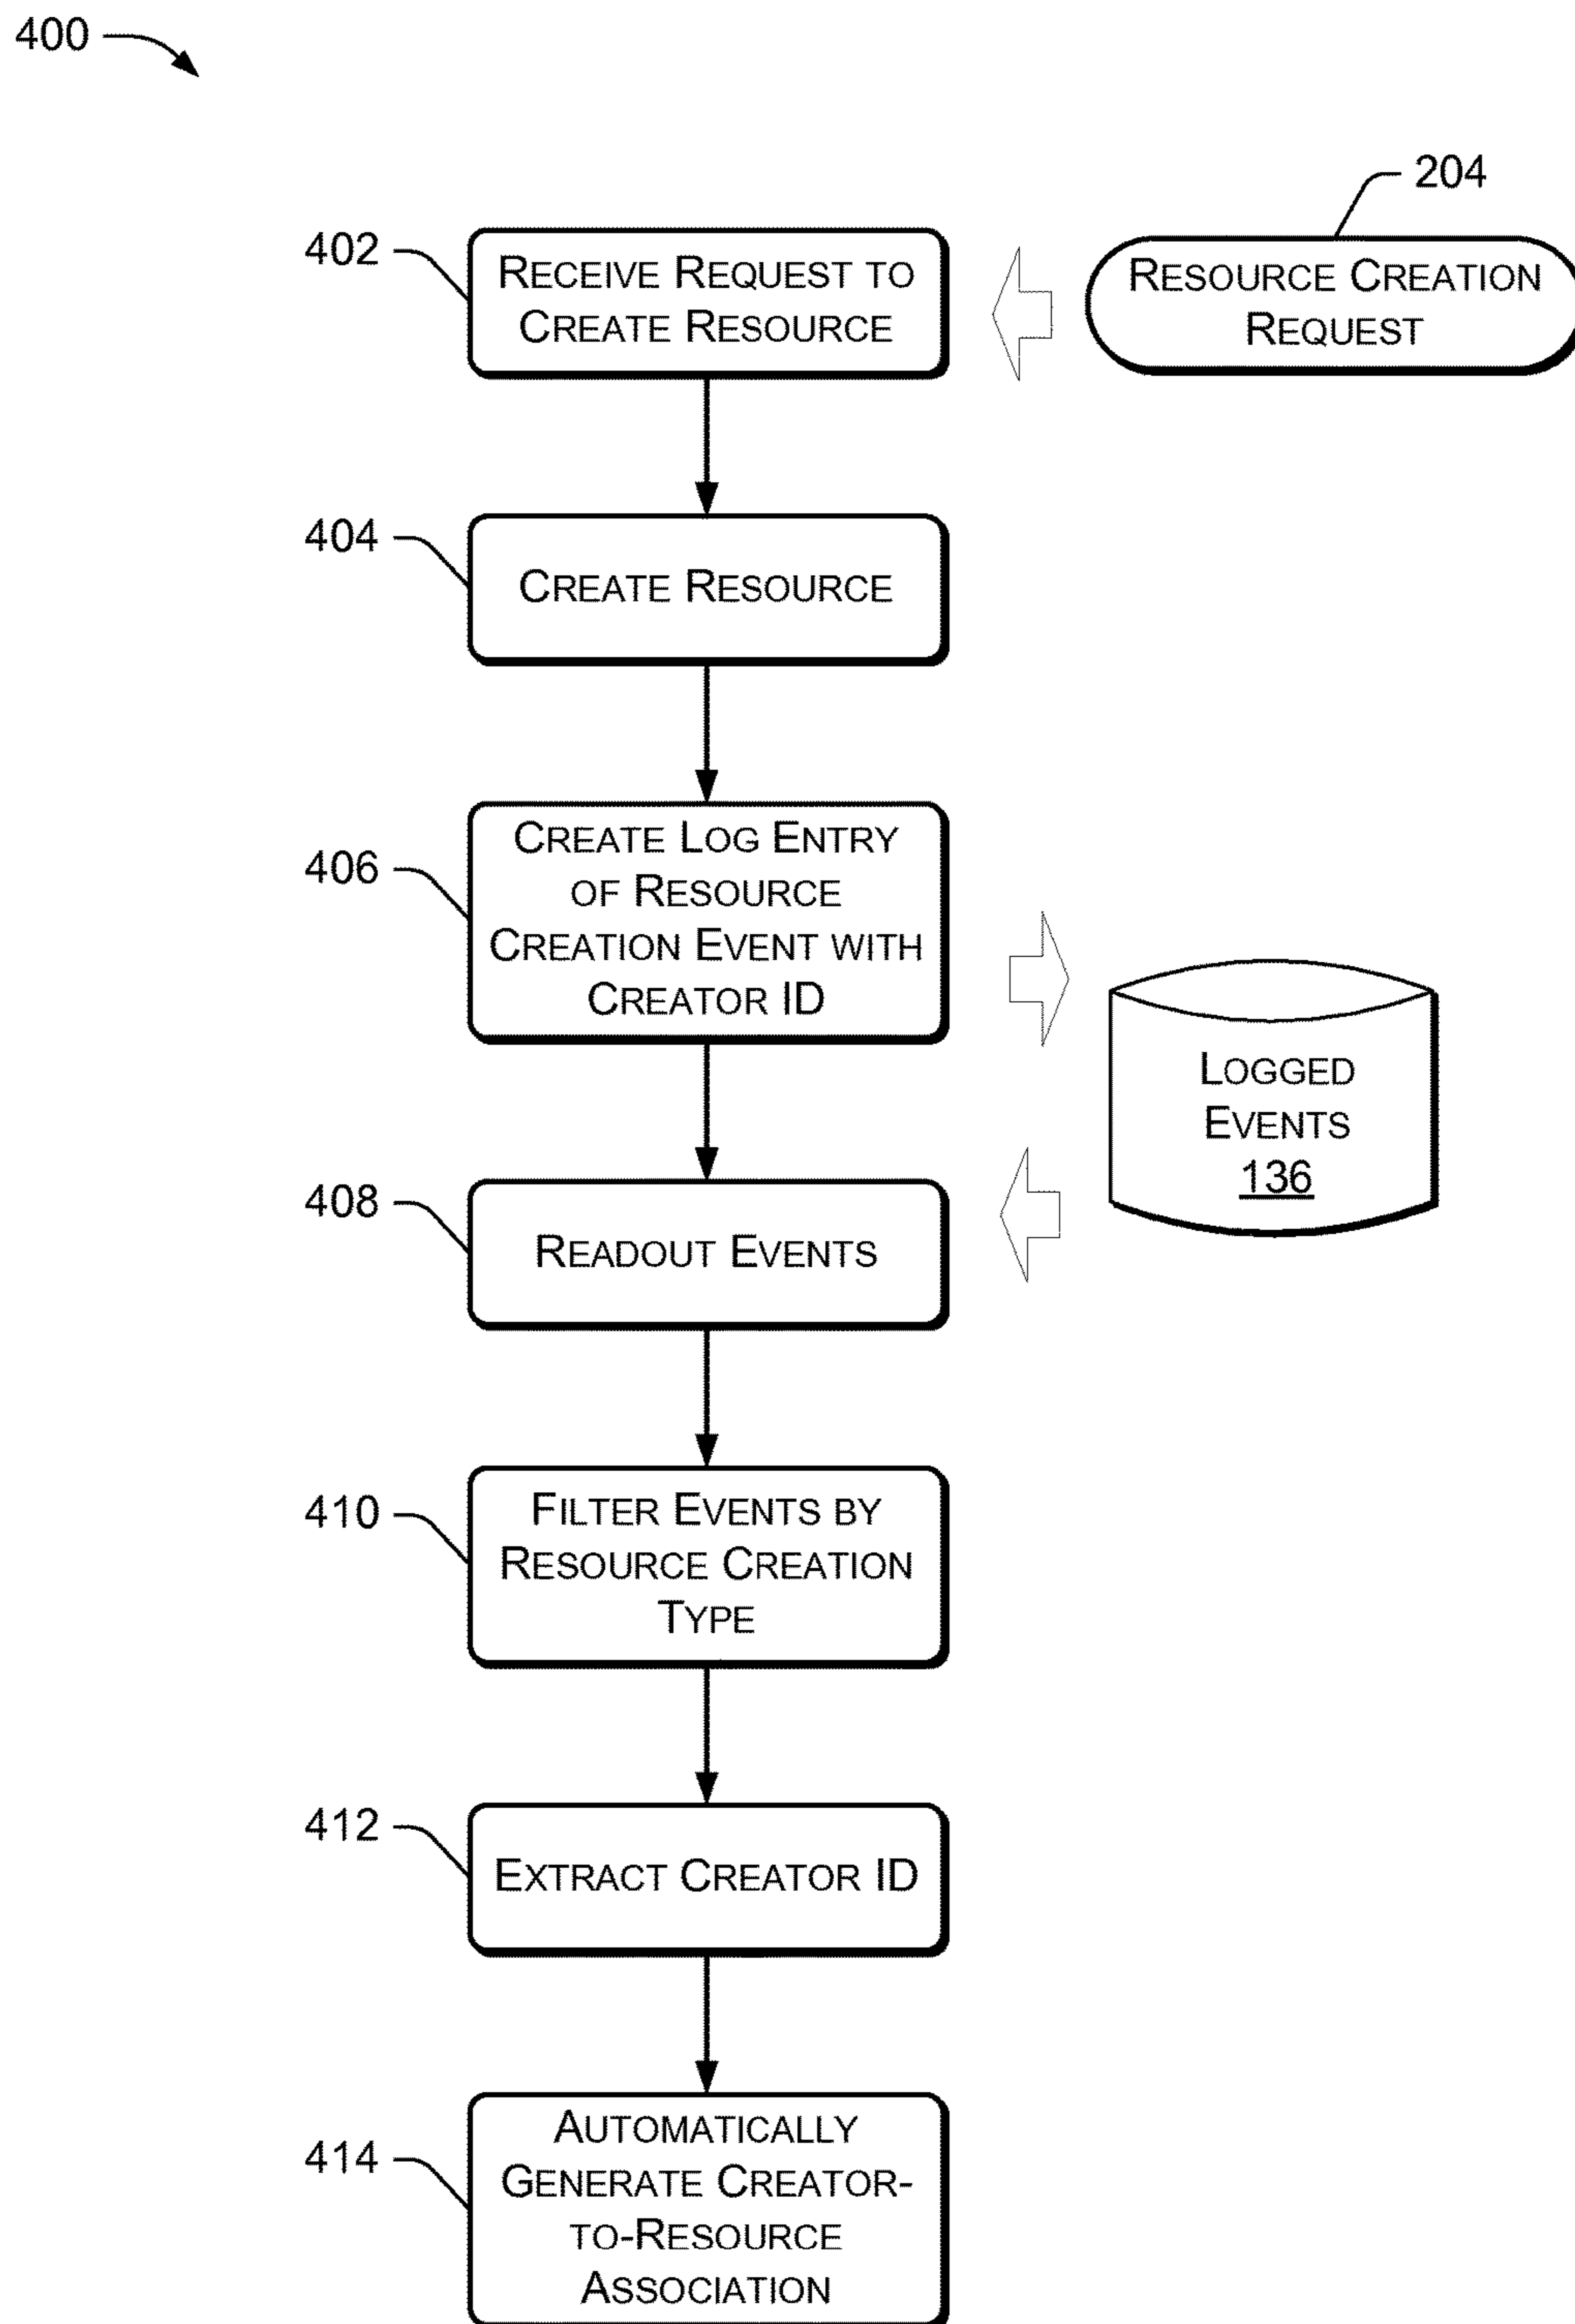 400
204
402
RECEIVE REQUEST TO
CREATE RESOURCE
RESOURCE CREATION
REQUEST
404
CREATE RESOURCE
406
CREATE LOG ENTRY
OF RESOURCE
CREATION EVENT WITH
CREATOR ID
LOGGED
EVENTS
136
408
READOUT EVENTS
410
FILTER EVENTS BY
RESOURCE CREATION
TYPE
412
EXTRACT CREATOR ID
414
AUTOMATICALLY
GENERATE CREATOR-
TO-RESOURCE
ASSOCIATION